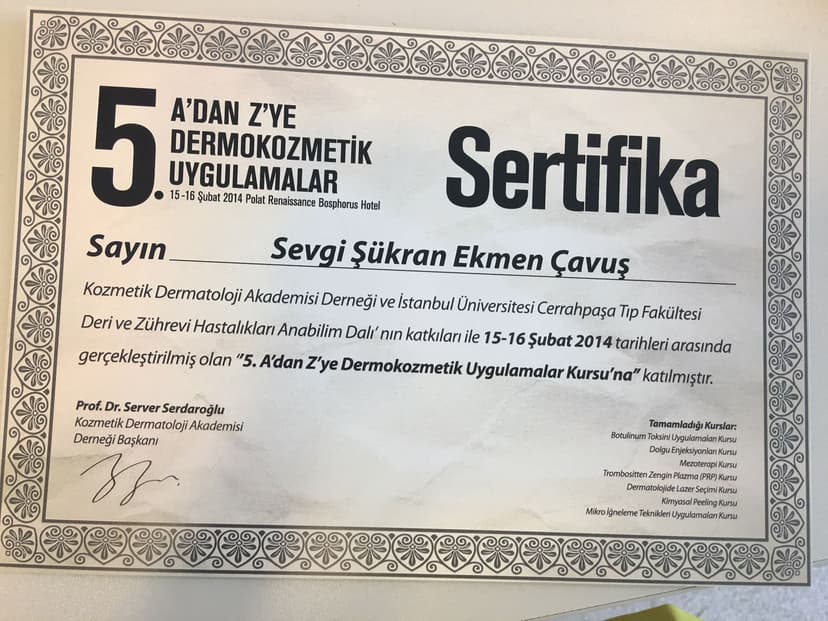 5. A'DAN Z'YE
DERMOKOZMETİK
UYGULAMALAR
15-16 Şubat 2014 Polat Renaissance Bosphorus Hotel
Sertifika
Sayın Sevgi Şükran Ekmen Çavuş
Kozmetik Dermatoloji Akademisi Derneği ve İstanbul Üniversitesi Cerrahpaşa Tıp Fakültesi
Deri ve Zührevi Hastalıkları Anabilim Dalı' nın katkıları ile 15-16 Şubat 2014 tarihleri arasında
gerçekleştirilmiş olan "5. A'dan Z'ye Dermokozmetik Uygulamalar Kursu'na" katılmıştır.
Prof. Dr. Server Serdaroğlu
Kozmetik Dermatoloji Akademisi
Derneği Başkanı
Tamamladığı Kurslar:
Botulinum Toksini Uygulamaları Kursu
Dolgu Enjeksiyonları Kursu
Mezoterapi Kursu
Trombositten Zengin Plazma (PRP) Kursu
Dermatolojide Lazer Seçimi Kursu
Kimyasal Peeling Kursu
Mikro İğneleme Teknikleri Uygulamaları Kursu